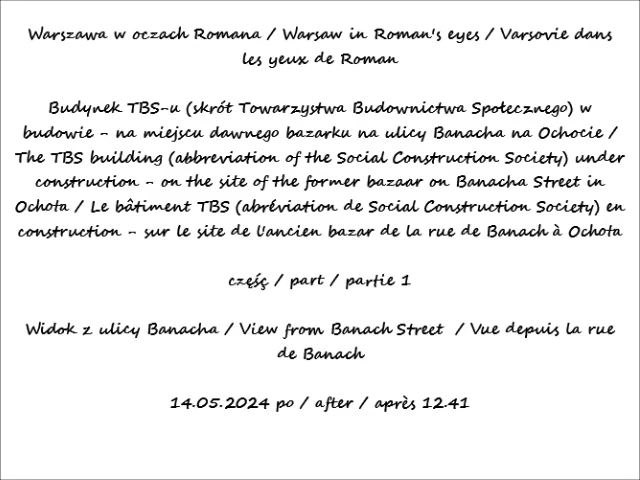 Warszawa w oczach Romana / Warsaw in Roman's eyes / Varsovie dans
les yeux de Roman
Budynek TBS-u (skrót Towarzystwa Budownictwa Społecznego) w
budowie - na miejscu dawnego bazarku na ulicy Banacha na Ochocie /
The TBS building (abbreviation of the Social Construction Society) under
construction - on the site of the former bazaar on Banacha Street in
Ochota / Le bâtiment TBS (abréviation de Social Construction Society) en
construction - sur le site de l'ancien bazar de la rue de Banach à Ochota
częśç / part / partie 1
Widok z ulicy Banacha / View from Banach Street / Vue depuis la rue
de Banach
14.05.2024 po / after / après 12.41